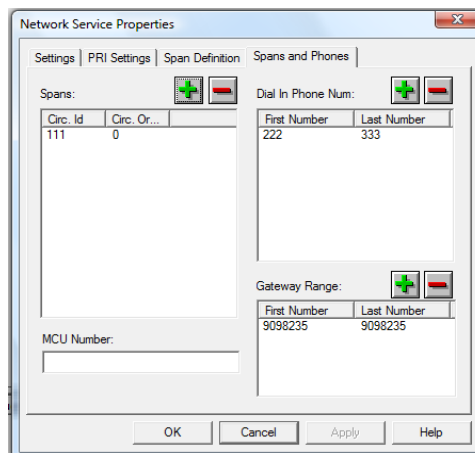 Network Service Properties
Settings PRI Settings Span Definition Spans and Phones
Spans:
Circ. Id Circ. Or...
111 0
MCU Number:
Dial In Phone Num:
First Number Last Number
222 333
Gateway Range:
First Number Last Number
9098235 9098235
OK Cancel Apply Help